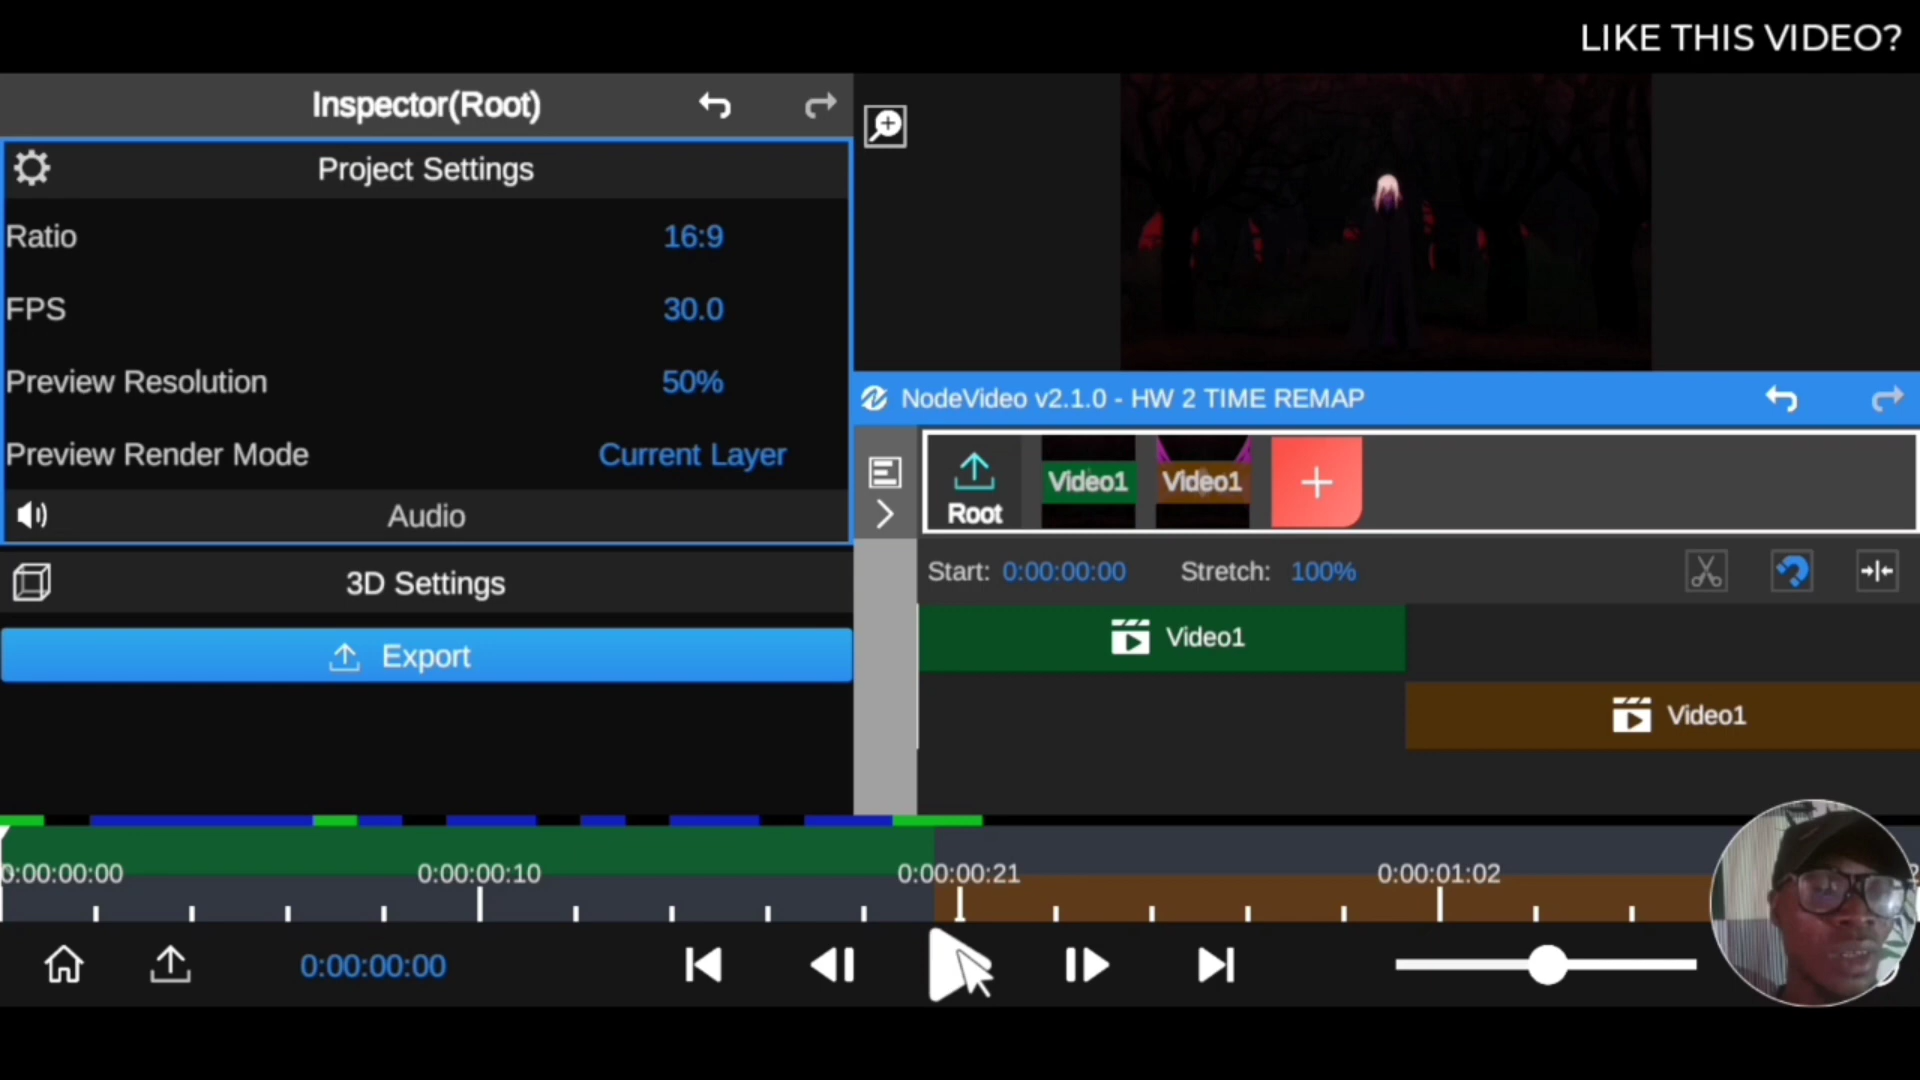 LIKE THIS VIDEO?
Inspector(Root)
Project Settings
Ratio 16:9
FPS 30.0
Preview Resolution 50%
Preview Render Mode Current Layer
Audio
3D Settings
Export
NodeVideo v2.1.0 - HW 2 TIME REMAP
Root Video1 Video1
Start: 0:00:00:00 Stretch: 100%
Video1
Video1
0:00:00:00 0:00:00:10 0:00:00:21 0:00:01:02
0:00:00:00